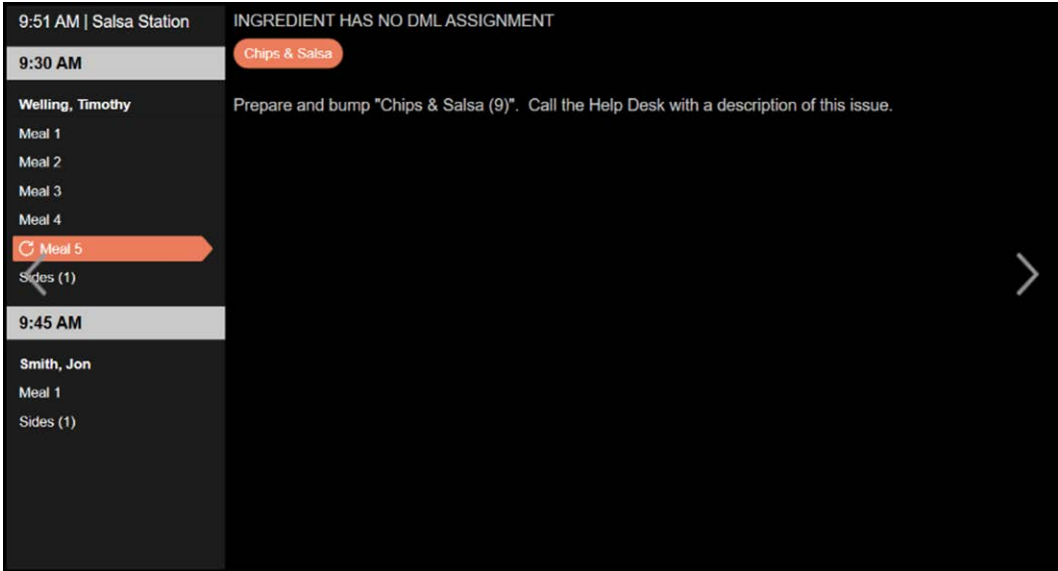 9:51 AM | Salsa Station
9:30 AM
Welling, Timothy
Meal 1
Meal 2
Meal 3
Meal 4
Meal 5
Sides (1)
9:45 AM
Smith, Jon
Meal 1
Sides (1)
INGREDIENT HAS NO DML ASSIGNMENT
Chips & Salsa
Prepare and bump "Chips & Salsa (9)".  Call the Help Desk with a description of this issue.